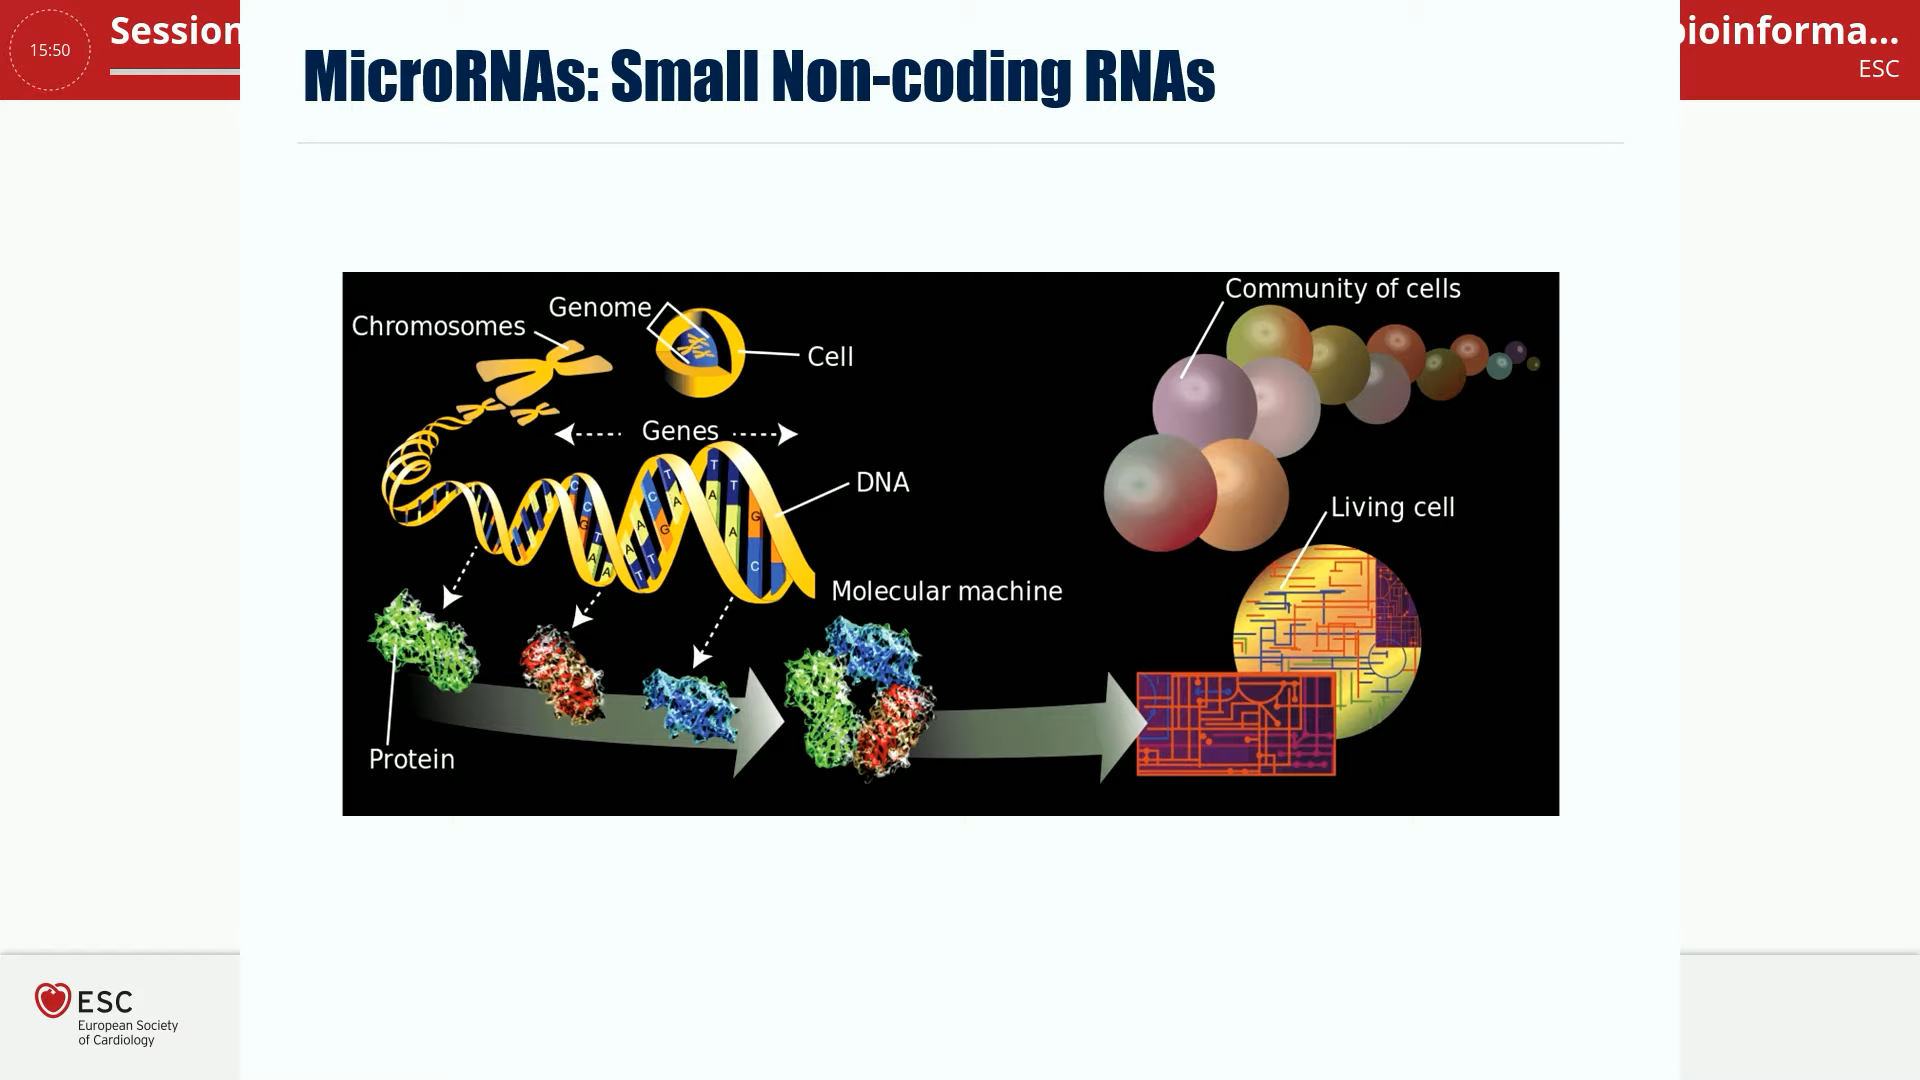 15:50
Session
MicroRNAs: Small Non-coding RNAs
bioinforma...
ESC
Chromosomes
Genome
Cell
Genes
DNA
Protein
Molecular machine
Community of cells
Living cell
C
C
G
T
A
A
A
A
T
T
C
G
T
A
T
A
T
A
G
C
ESC
European Society
of Cardiology